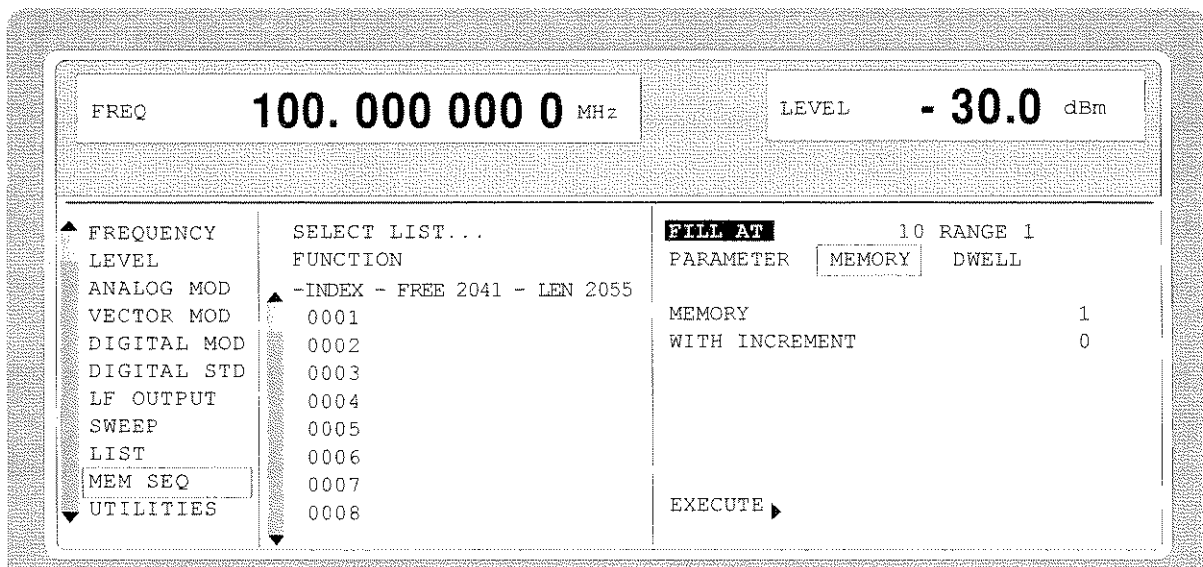 FREQ 100. 000 000 0 MHz
LEVEL - 30.0 dBm
FREQUENCY
LEVEL
ANALOG MOD
VECTOR MOD
DIGITAL MOD
DIGITAL STD
LF OUTPUT
SWEEP
LIST
MEM SEQ
UTILITIES
SELECT LIST...
FUNCTION
-INDEX - FREE 2041 - LEN 2055
0001
0002
0003
0004
0005
0006
0007
0008
FILL AT 10 RANGE 1
PARAMETER MEMORY DWELL
MEMORY 1
WITH INCREMENT 0
EXECUTE